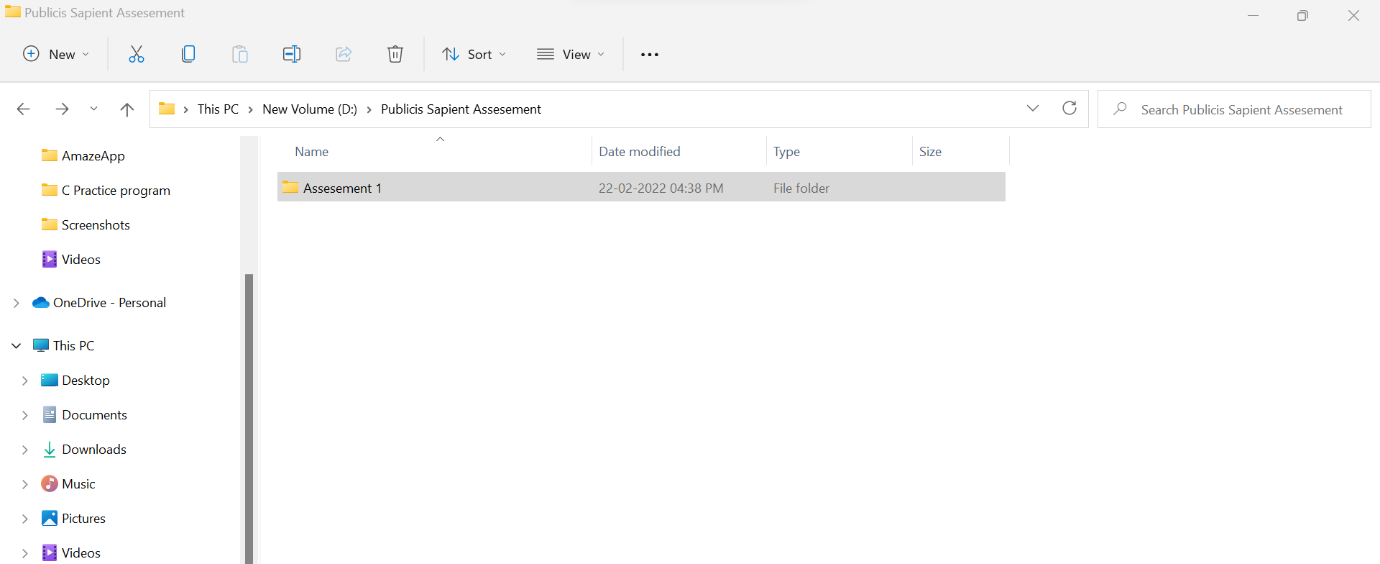 Publicis Sapient Assesement
New Sort View
This PC New Volume (D:) Publicis Sapient Assesement Search Publicis Sapient Assesement
AmazeApp
C Practice program
Screenshots
Videos
OneDrive - Personal
This PC
Desktop
Documents
Downloads
Music
Pictures
Videos
Name Date modified Type Size
Assesement 1 22-02-2022 04:38 PM File folder